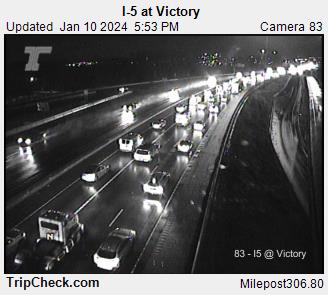 I-5 at Victory
Updated Jan 10 2024 5:53 PM Camera 83
83 - I5 @ Victory
TripCheck.com Milepost306.80